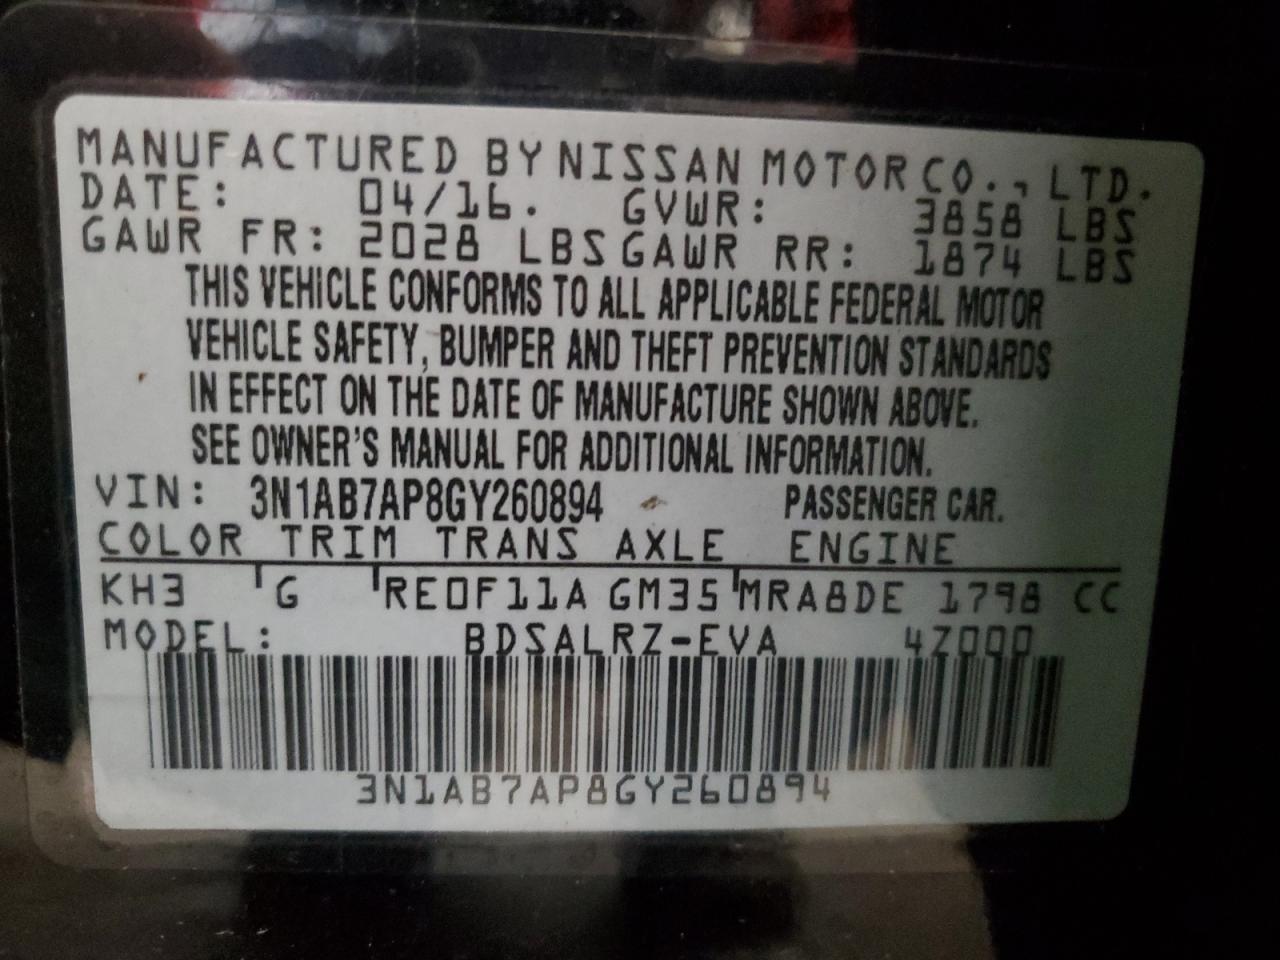 MANUFACTURED BY NISSAN MOTOR CO., LTD.
DATE: 04/16. GVWR: 3858 LBS
GAWR FR: 2028 LBS GAWR RR: 1874 LBS
THIS VEHICLE CONFORMS TO ALL APPLICABLE FEDERAL MOTOR
VEHICLE SAFETY, BUMPER AND THEFT PREVENTION STANDARDS
IN EFFECT ON THE DATE OF MANUFACTURE SHOWN ABOVE.
SEE OWNER'S MANUAL FOR ADDITIONAL INFORMATION.
VIN: 3N1AB7AP8GY260894 PASSENGER CAR.
COLOR TRIM TRANS AXLE ENGINE
KH3 G RE0F11A GM35 MRA8DE 1798 CC
MODEL: BDSALRZ-EVA 4Z000
3N1AB7AP8GY260894